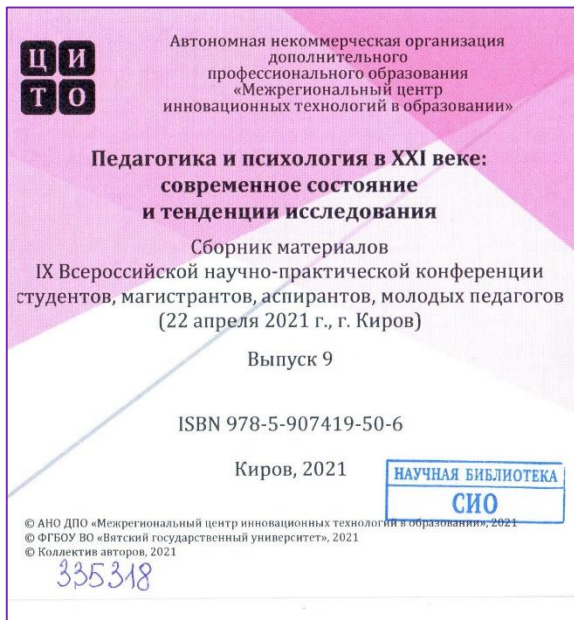 ЦИ
ТО
Автономная некоммерческая организация
дополнительного
профессионального образования
«Межрегиональный центр
инновационных технологий в образовании»
Педагогика и психология в XXI веке:
современное состояние
и тенденции исследования
Сборник материалов
IX Всероссийской научно-практической конференции
студентов, магистрантов, аспирантов, молодых педагогов
(22 апреля 2021 г., г. Киров)
Выпуск 9
ISBN 978-5-907419-50-6
Киров, 2021
НАУЧНАЯ БИБЛИОТЕКА
СИО
© АНО ДПО «Межрегиональный центр инновационных технологий в образовании», 2021
© ФГБОУ ВО «Вятский государственный университет», 2021
© Коллектив авторов, 2021
335318